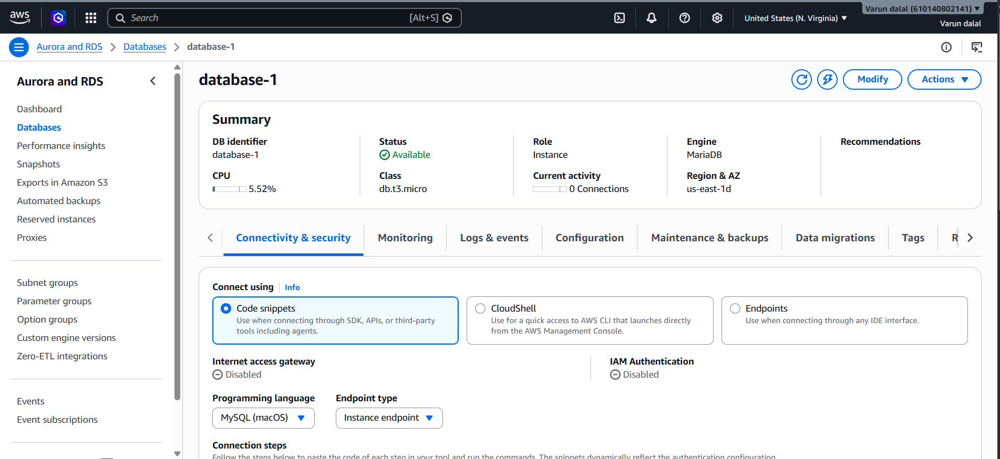 aws
Search [Alt+S]
United States (N. Virginia)
Varun dalal (610140802141)
Varun dalal
Aurora and RDS
Databases
database-1
Aurora and RDS
Dashboard
Databases
Performance insights
Snapshots
Exports in Amazon S3
Automated backups
Reserved instances
Proxies
Subnet groups
Parameter groups
Option groups
Custom engine versions
Zero-ETL integrations
Events
Event subscriptions
database-1
Modify
Actions
Summary
DB identifier
database-1
Status
Available
Role
Instance
Engine
MariaDB
Recommendations
CPU
5.52%
Class
db.t3.micro
Current activity
0 Connections
Region & AZ
us-east-1d
Connectivity & security
Monitoring
Logs & events
Configuration
Maintenance & backups
Data migrations
Tags
R
Connect using
Info
Code snippets
Use when connecting through SDK, APIs, or third-party
tools including agents.
CloudShell
Use for a quick access to AWS CLI that launches directly
from the AWS Management Console.
Endpoints
Use when connecting through any IDE interface.
Internet access gateway
Disabled
IAM Authentication
Disabled
Programming language
MySQL (macOS)
Endpoint type
Instance endpoint
Connection steps
Follow the steps below to paste the code of each step in your tool and run the commands. The snippets dynamically reflect the authentication configuration